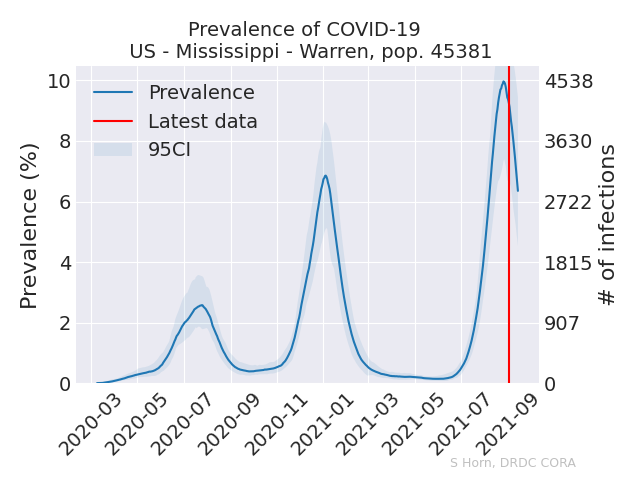 Prevalence of COVID-19
US - Mississippi - Warren, pop. 45381
Prevalence
Latest data
95CI
Prevalence (%)
10
8
6
4
2
0
4538
3630
2722
1815
907
0
# of infections
2020-03
2020-05
2020-07
2020-09
2020-11
2021-01
2021-03
2021-05
2021-07
2021-09
S Horn, DRDC CORA